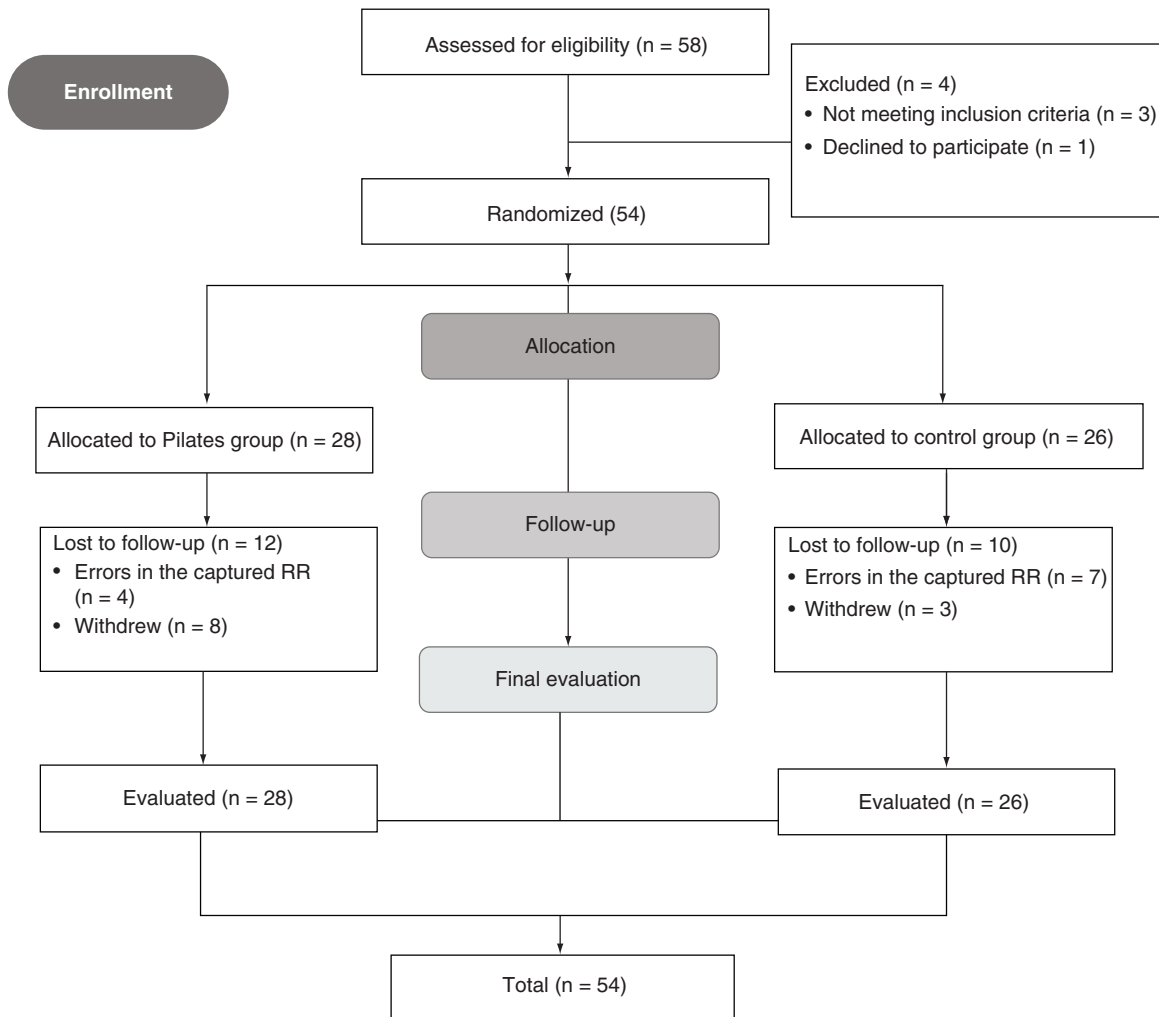 Assessed for eligibility (n = 58)
Enrollment
Excluded (n = 4)
• Not meeting inclusion criteria (n = 3)
• Declined to participate (n = 1)
Randomized (54)
Allocation
Allocated to Pilates group (n = 28)
Allocated to control group (n = 26)
Follow-up
Lost to follow-up (n = 12)
• Errors in the captured RR
(n = 4)
• Withdrew (n = 8)
Lost to follow-up (n = 10)
• Errors in the captured RR (n = 7)
• Withdrew (n = 3)
Final evaluation
Evaluated (n = 28)
Evaluated (n = 26)
Total (n = 54)